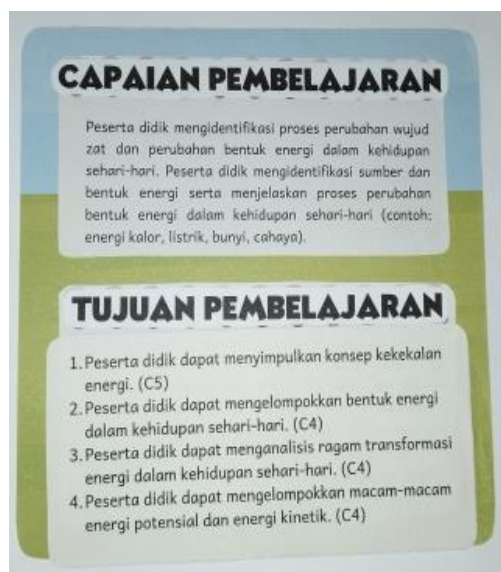 CAPAIAN PEMBELAJARAN
Peserta didik mengidentifikasi proses perubahan wujud
zat dan perubahan bentuk energi dalam kehidupan
sehari-hari. Peserta didik mengidentifikasi sumber dan
bentuk energi serta menjelaskan proses perubahan
bentuk energi dalam kehidupan sehari-hari (contoh:
energi kalor, listrik, bunyi, cahaya).
TUJUAN PEMBELAJARAN
1. Peserta didik dapat menyimpulkan konsep kekekalan
energi. (C5)
2. Peserta didik dapat mengelompokkan bentuk energi
dalam kehidupan sehari-hari. (C4)
3. Peserta didik dapat menganalisis ragam transformasi
energi dalam kehidupan sehari-hari. (C4)
4. Peserta didik dapat mengelompokkan macam-macam
energi potensial dan energi kinetik. (C4)